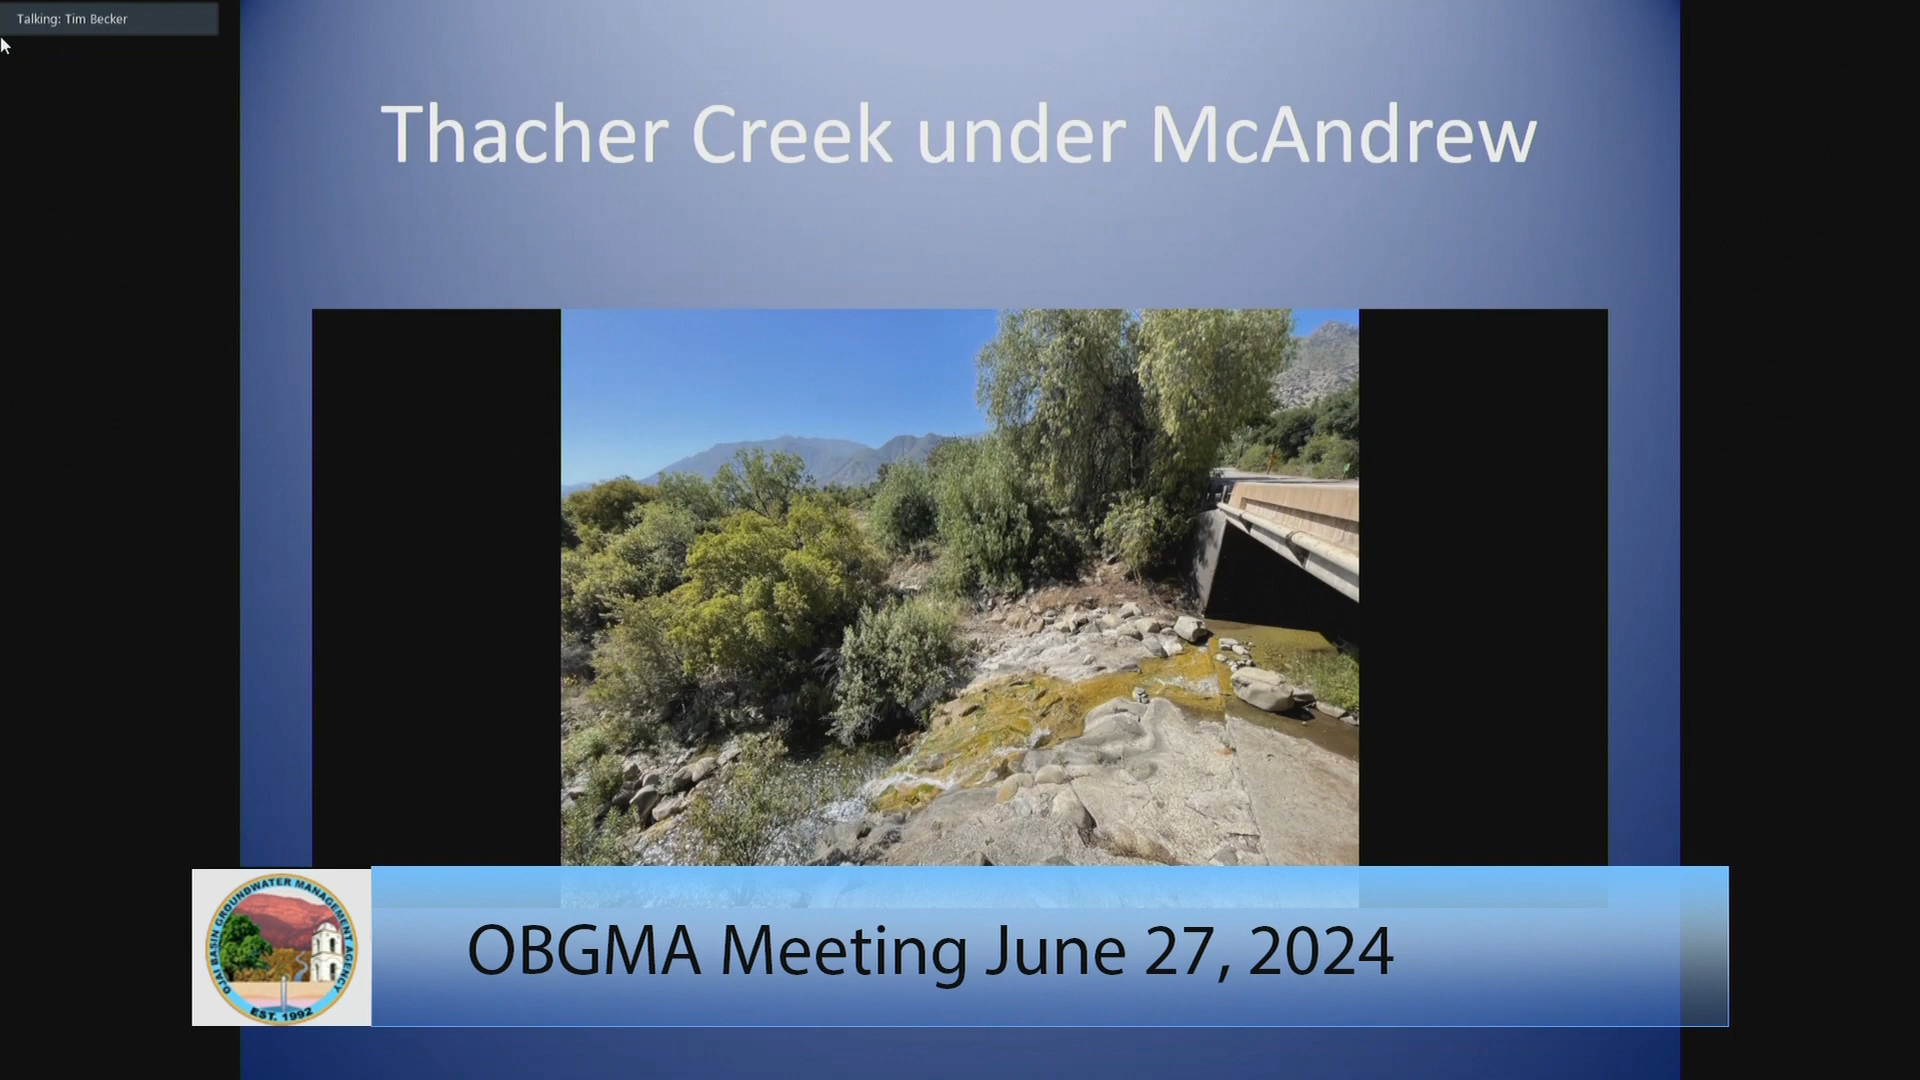 Talking: Tim Becker
Thacher Creek under McAndrew
OJAI BASIN GROUNDWATER MANAGEMENT AGENCY
EST. 1992
OBGMA Meeting June 27, 2024